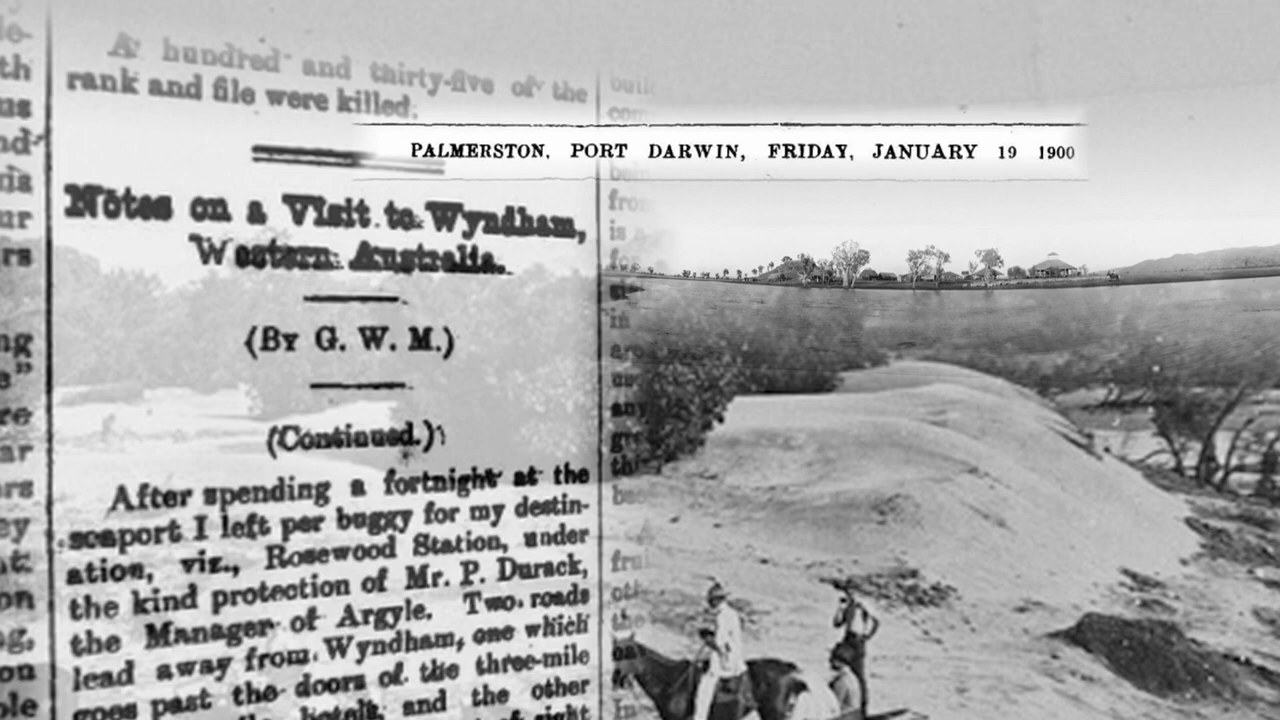 A hundred and thirty-five of the
rank and file were killed.
PALMERSTON, PORT DARWIN, FRIDAY, JANUARY 19 1900
Notes on a Visit to Wyndham,
Western Australia.
(By G. W. M.)
(Continued.)
After spending a fortnight at the
seaport I left per buggy for my destin-
ation, viz., Rosewood Station, under
the kind protection of Mr. P. Durack,
the Manager of Argyle. Two roads
lead away from Wyndham, one which
goes past the doors of the three-mile
hotels, and the other